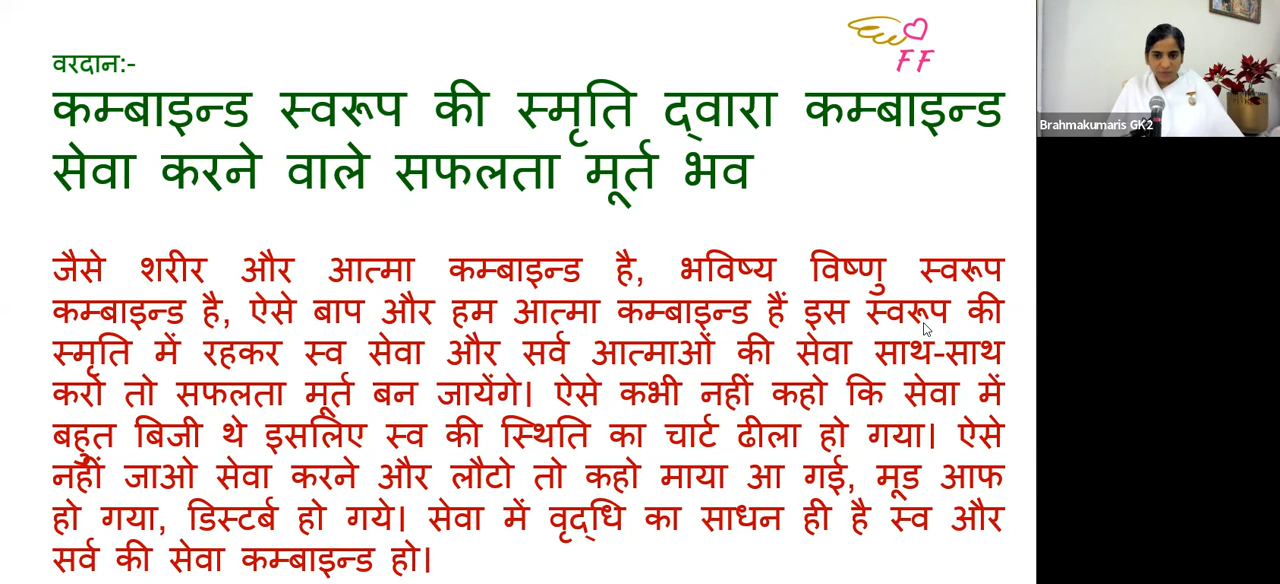 वरदान:-
FF
कम्बाइन्ड स्वरूप की स्मृति द्वारा कम्बाइन्ड
सेवा करने वाले सफलता मूर्त भव
जैसे शरीर और आत्मा कम्बाइन्ड है, भविष्य विष्णु स्वरूप
कम्बाइन्ड है, ऐसे बाप और हम आत्मा कम्बाइन्ड हैं इस स्वरूप की
स्मृति में रहकर स्व सेवा और सर्व आत्माओं की सेवा साथ-साथ
करो तो सफलता मूर्त बन जायेंगे। ऐसे कभी नहीं कहो कि सेवा में
बहुत बिजी थे इसलिए स्व की स्थिति का चार्ट ढीला हो गया। ऐसे
नहीं जाओ सेवा करने और लौटो तो कहो माया आ गई, मूड आफ
हो गया, डिस्टर्ब हो गये। सेवा में वृद्धि का साधन ही है स्व और
सर्व की सेवा कम्बाइन्ड हो।
Brahmakumaris GK2